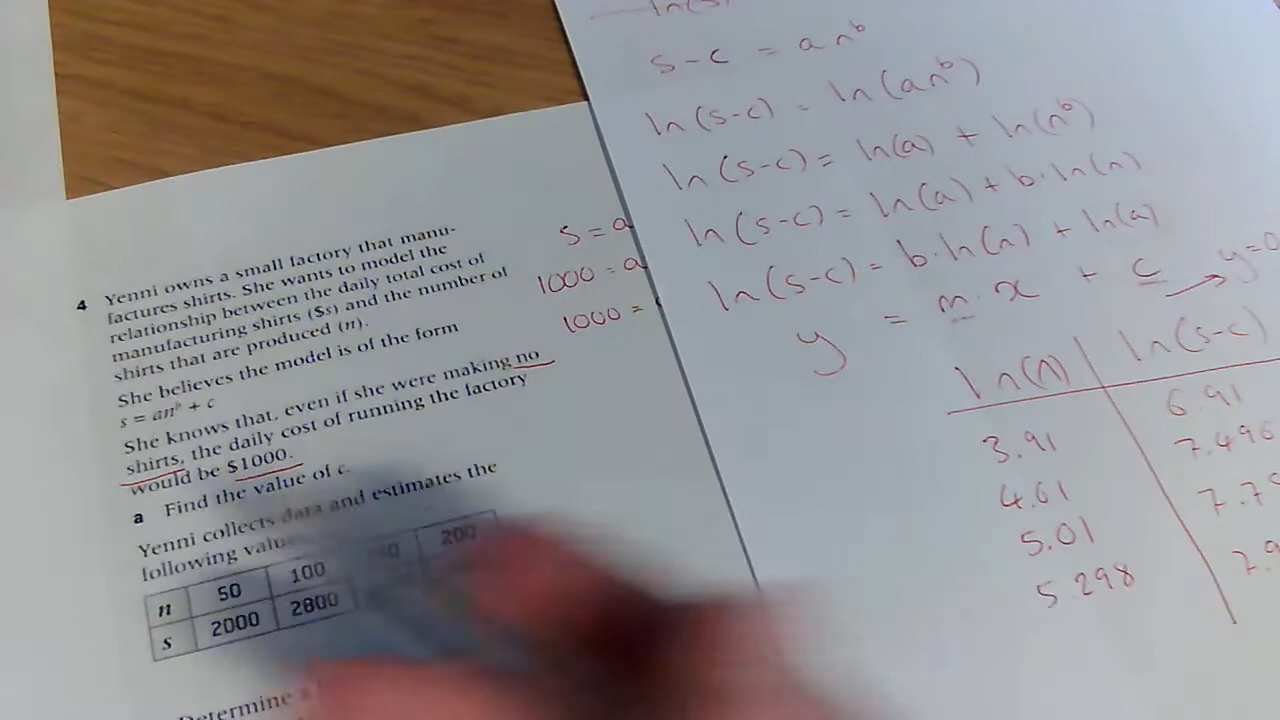 4 Yenni owns a small factory that manu-
factures shirts. She wants to model the
relationship between the daily total cost of
manufacturing shirts ($s) and the number of
shirts that are produced (n).
She believes the model is of the form
s = an^b + c
She knows that, even if she were making no
shirts, the daily cost of running the factory
would be $1000.
a Find the value of c.
Yenni collects data and estimates the
following
n 50 100 200
s 2000 2800
Determine a
s = a
1000 = a
1000 =
s-c = an^b
ln(s-c) = ln(an^b)
ln(s-c) = ln(a) + ln(n^b)
ln(s-c) = ln(a) + b·ln(n)
ln(s-c) = b·ln(n) + ln(a)
y = m·x + c → y=
ln(n) ln(s-c)
3.91 6.91
4.61 7.496
5.01 7.7
5.298